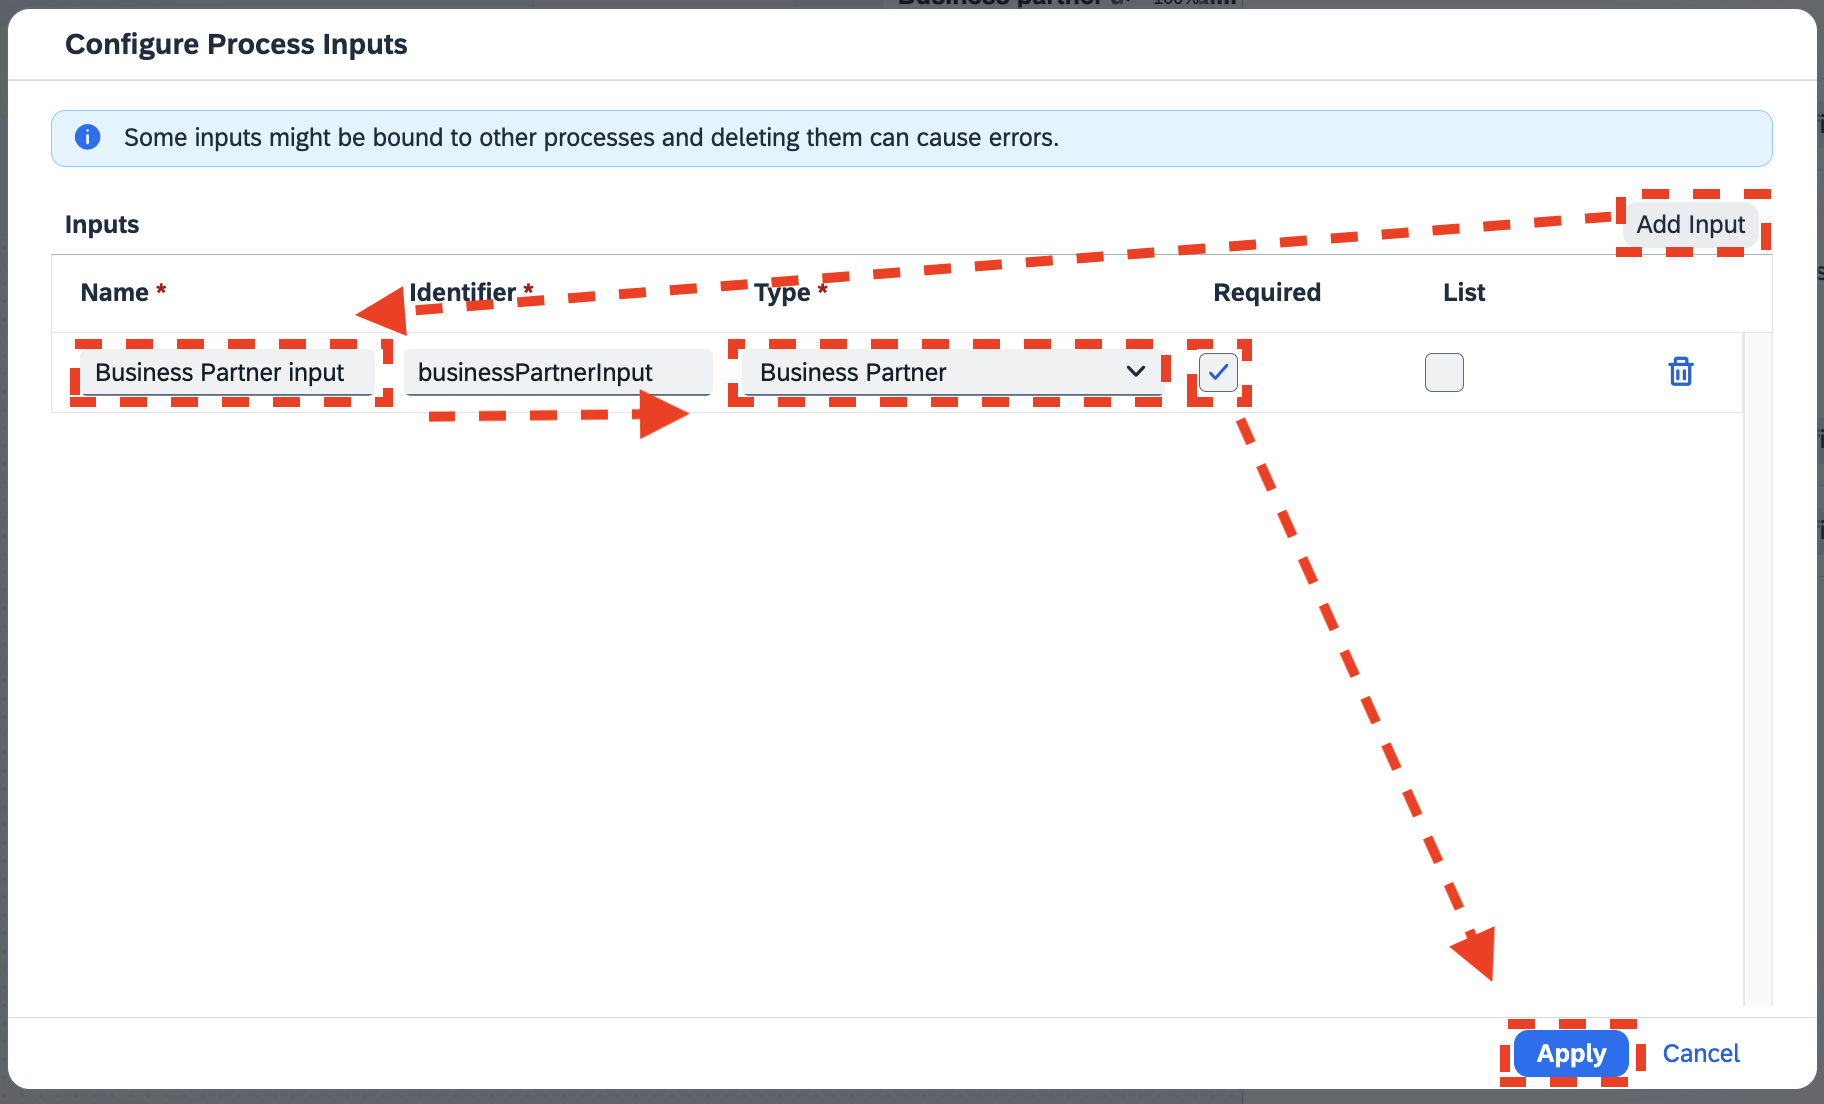 Configure Process Inputs
Some inputs might be bound to other processes and deleting them can cause errors.
Inputs
Add Input
Name * Identifier * Type * Required List
Business Partner input businessPartnerInput Business Partner
Apply Cancel